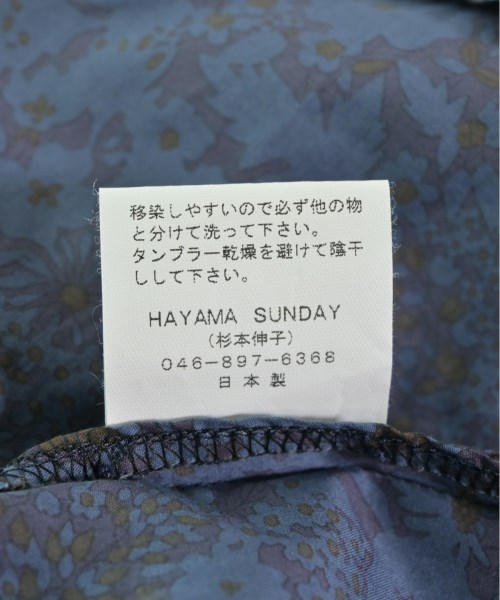 移染しやすいので必ず他の物
と分けて洗って下さい。
タンブラー乾燥を避けて陰干
しして下さい。
HAYAMA SUNDAY
(杉本伸子)
046-897-6368
日本製